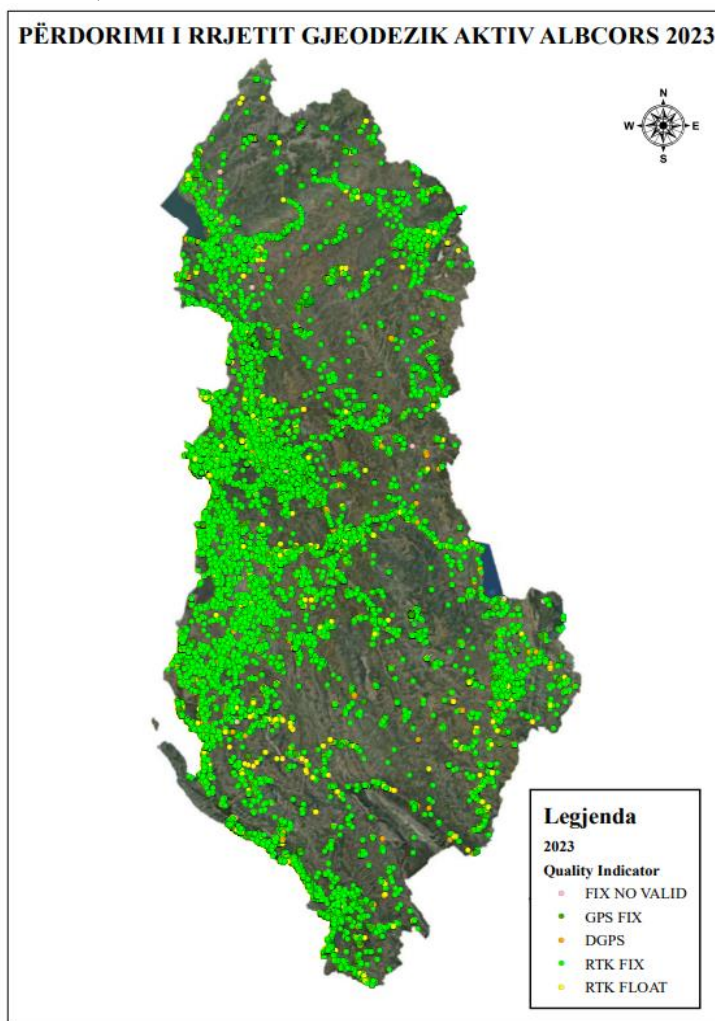 PËRDORIMI I RRJETIT GJEODEZIK AKTIV ALBCORS 2023
N
W E
S
Legjenda
2023
Quality Indicator
FIX NO VALID
GPS FIX
DGPS
RTK FIX
RTK FLOAT